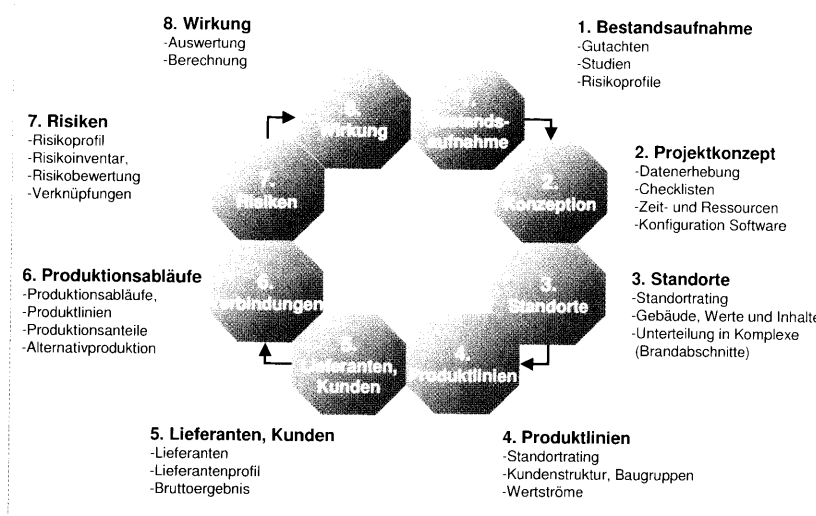 8. Wirkung
-Auswertung
-Berechnung
1. Bestandsaufnahme
-Gutachten
-Studien
-Risikoprofile
7. Risiken
-Risikoprofil
-Risikoinventar,
-Risikobewertung
-Verknüpfungen
8.
Wirkung
aufnahme
2. Projektkonzept
-Datenerhebung
-Checklisten
-Zeit- und Ressourcen
-Konfiguration Software
7.
Risiken
2.
Konzeption
6. Produktionsabläufe
-Produktionsabläufe,
-Produktlinien
-Produktionsanteile
-Alternativproduktion
6.
Verbindungen
3.
Standorte
3. Standorte
-Standortrating
-Gebäude, Werte und Inhalte
-Unterteilung in Komplexe
(Brandabschnitte)
5.
Lieferanten,
Kunden
4.
Produktlinien
5. Lieferanten, Kunden
-Lieferanten
-Lieferantenprofil
-Bruttoergebnis
4. Produktlinien
-Standortrating
-Kundenstruktur, Baugruppen
-Wertströme